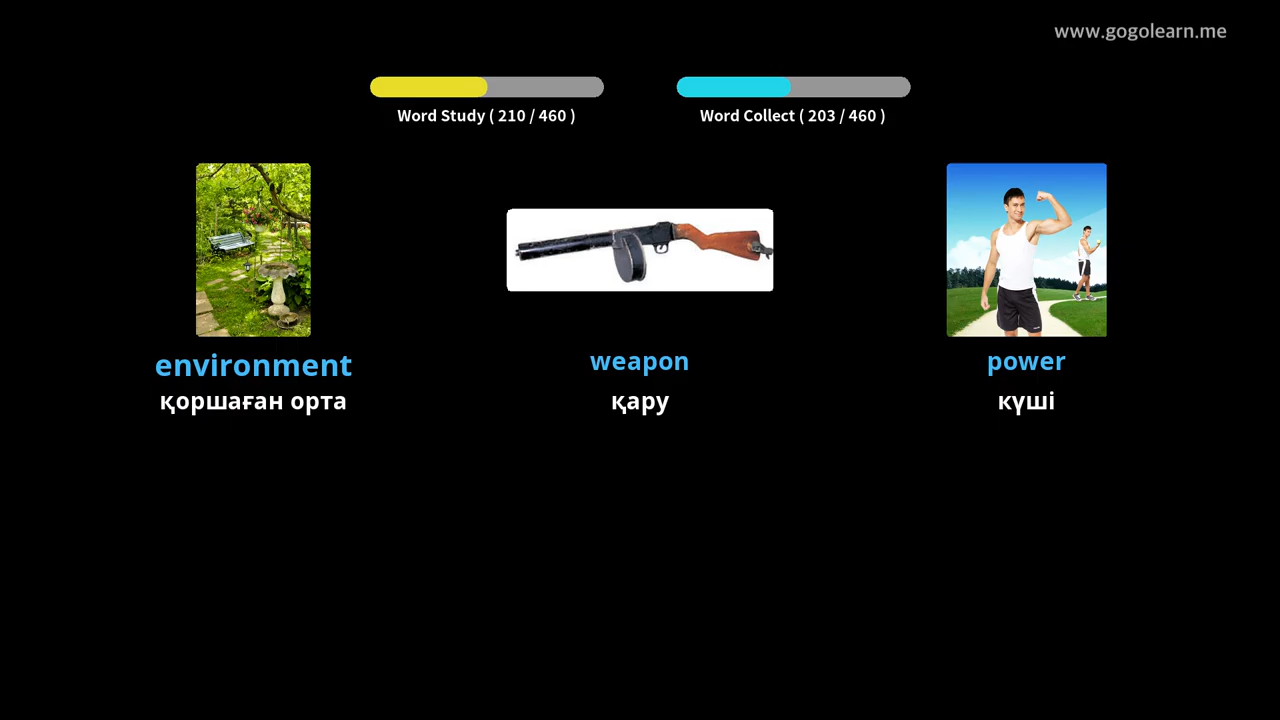 www.gogolearn.me
Word Study ( 210 / 460 )
Word Collect ( 203 / 460 )
environment
weapon
power
қоршаған орта
қару
күші